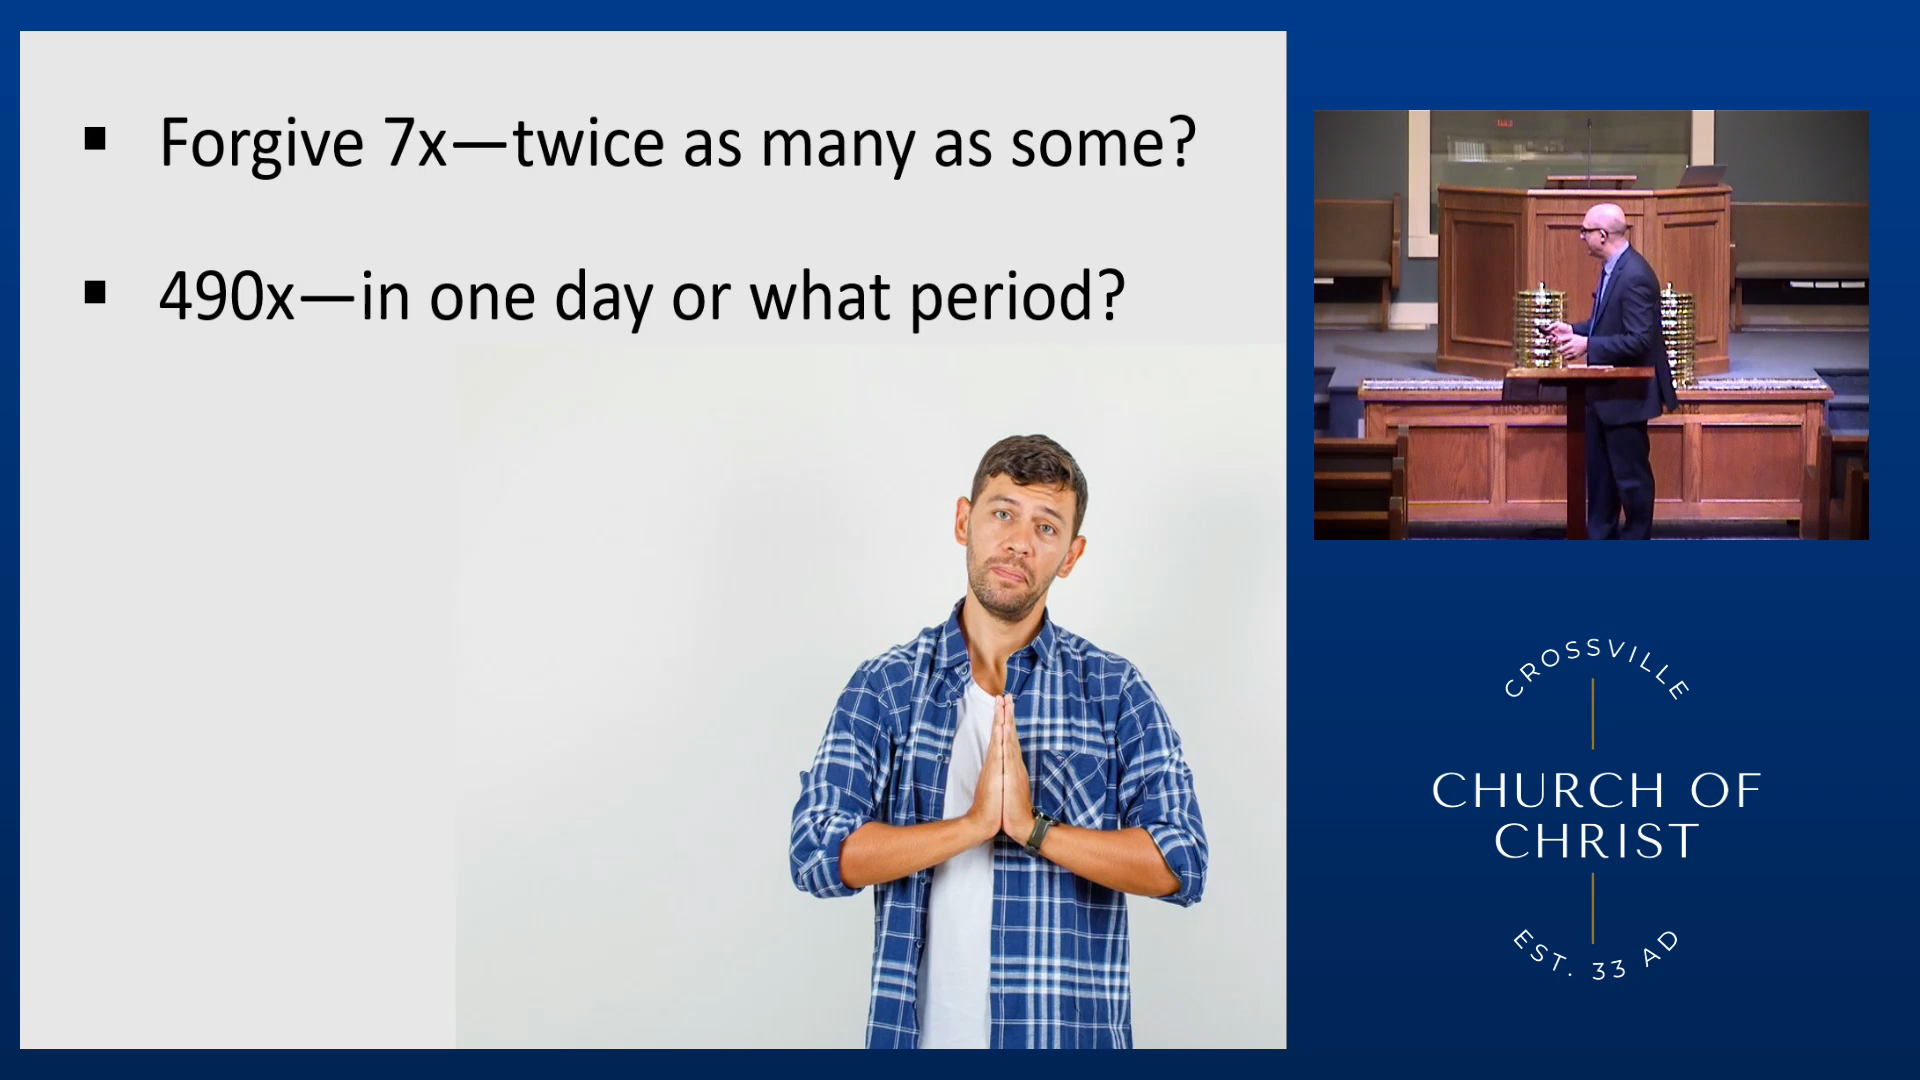 ▪ Forgive 7x—twice as many as some?
▪ 490x—in one day or what period?
CROSSVILLE
CHURCH OF
CHRIST
EST. 33 AD